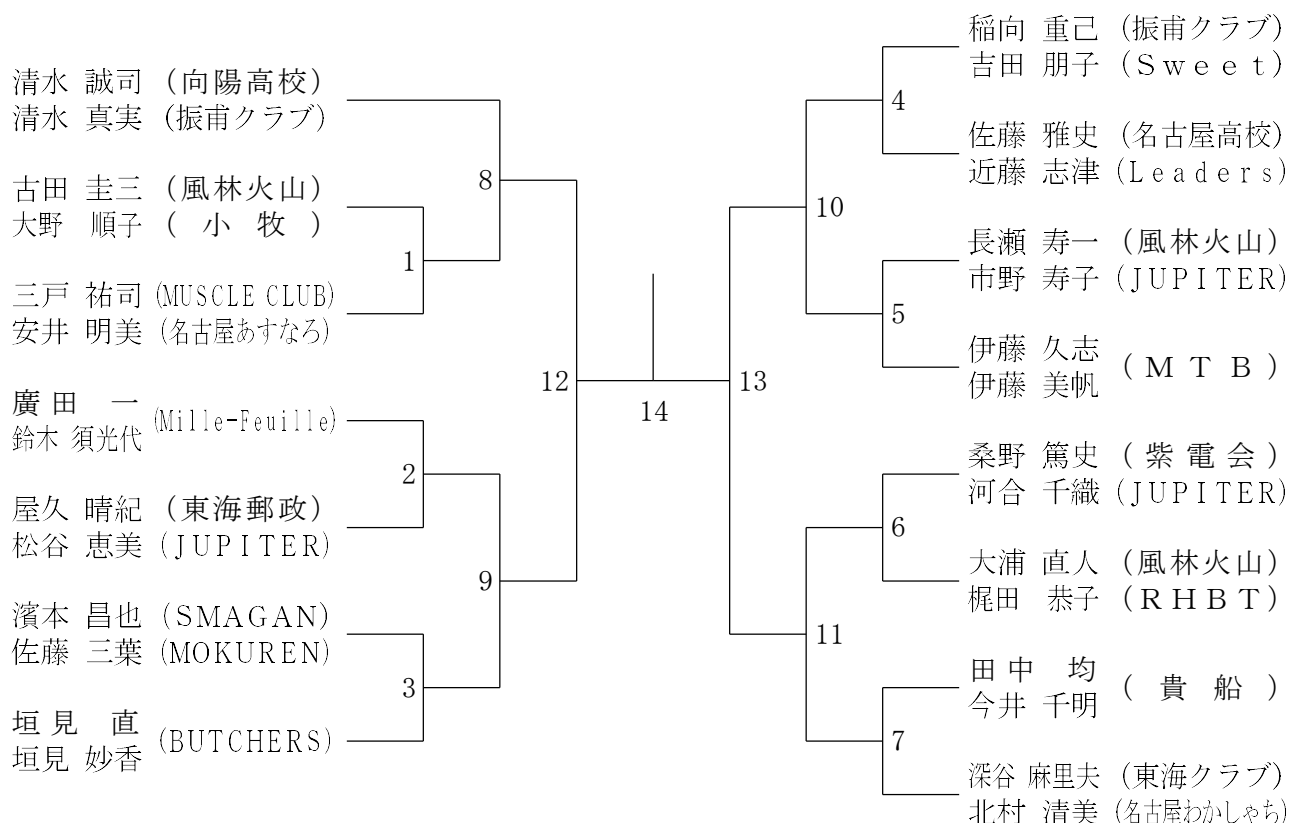 清水 誠司 (向陽高校)
清水 真実 (振甫クラブ)
古田 圭三 (風林火山)
大野 順子 (小牧)
三戸 祐司 (MUSCLE CLUB)
安井 明美 (名古屋あすなろ)
廣田 一
鈴木 須光代
(Mille-Feuille)
屋久 晴紀 (東海郵政)
松谷 恵美 (JUPITER)
濱本 昌也 (SMAGAN)
佐藤 三葉 (MOKUREN)
垣見 直
垣見 妙香
(BUTCHERS)
1
2
3
8
9
12
14
13
10
11
4
5
6
7
稲向 重己 (振甫クラブ)
吉田 朋子 (Sweet)
佐藤 雅史 (名古屋高校)
近藤 志津 (Leaders)
長瀬 寿一 (風林火山)
市野 寿子 (JUPITER)
伊藤 久志
伊藤 美帆
(MTB)
桑野 篤史 (紫電会)
河合 千織 (JUPITER)
大浦 直人 (風林火山)
梶田 恭子 (RHBT)
田中 均
今井 千明
(貴船)
深谷 麻里夫 (東海クラブ)
北村 清美 (名古屋わかしゃち)